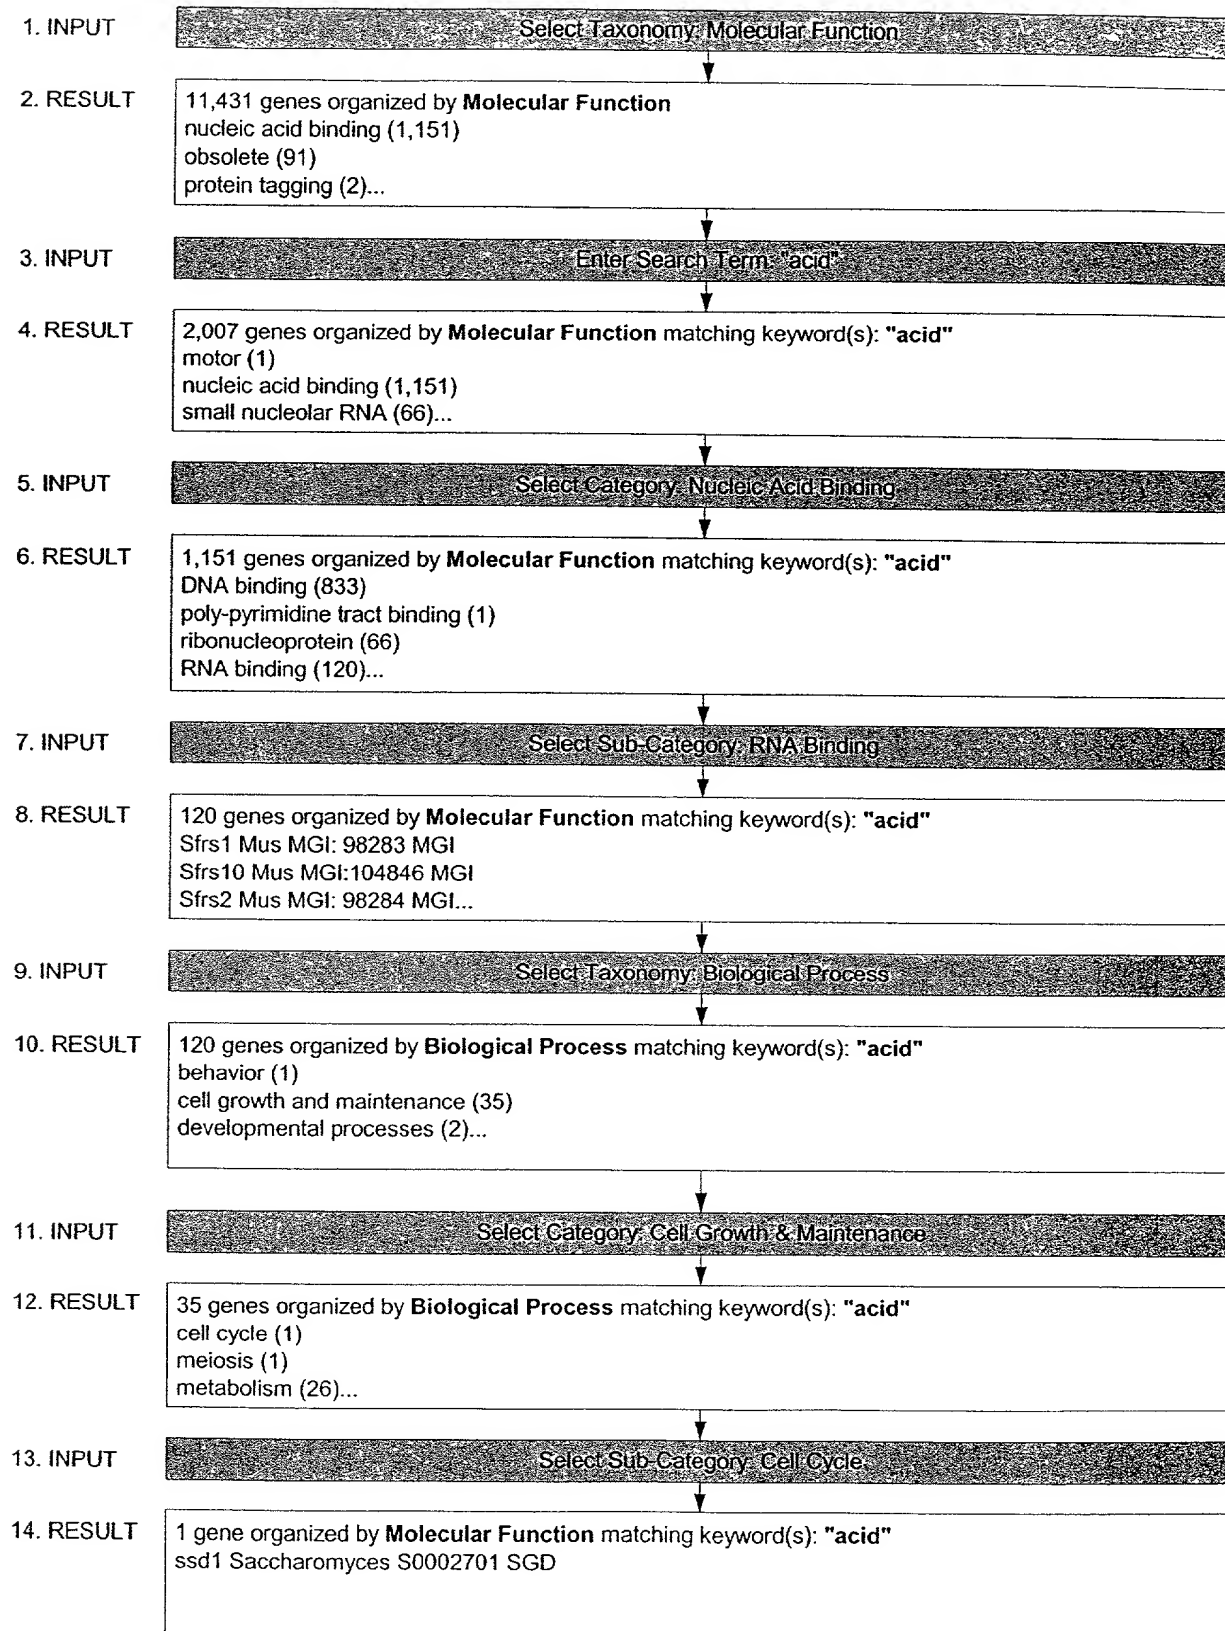 1. INPUT
Select Taxonomy: Molecular Function
2. RESULT
11,431 genes organized by Molecular Function
nucleic acid binding (1,151)
obsolete (91)
protein tagging (2)...
3. INPUT
Enter Search Term: "acid"
4. RESULT
2,007 genes organized by Molecular Function matching keyword(s): "acid"
motor (1)
nucleic acid binding (1,151)
small nucleolar RNA (66)...
5. INPUT
Select Category: Nucleic Acid Binding
6. RESULT
1,151 genes organized by Molecular Function matching keyword(s): "acid"
DNA binding (833)
poly-pyrimidine tract binding (1)
ribonucleoprotein (66)
RNA binding (120)...
7. INPUT
Select Sub-Category: RNA Binding
8. RESULT
120 genes organized by Molecular Function matching keyword(s): "acid"
Sfrs1 Mus MGI: 98283 MGI
Sfrs10 Mus MGI:104846 MGI
Sfrs2 Mus MGI: 98284 MGI...
9. INPUT
Select Taxonomy: Biological Process
10. RESULT
120 genes organized by Biological Process matching keyword(s): "acid"
behavior (1)
cell growth and maintenance (35)
developmental processes (2)...
11. INPUT
Select Category: Cell Growth & Maintenance
12. RESULT
35 genes organized by Biological Process matching keyword(s): "acid"
cell cycle (1)
meiosis (1)
metabolism (26)...
13. INPUT
Select Sub-Category: Cell Cycle
14. RESULT
1 gene organized by Molecular Function matching keyword(s): "acid"
ssd1 Saccharomyces S0002701 SGD